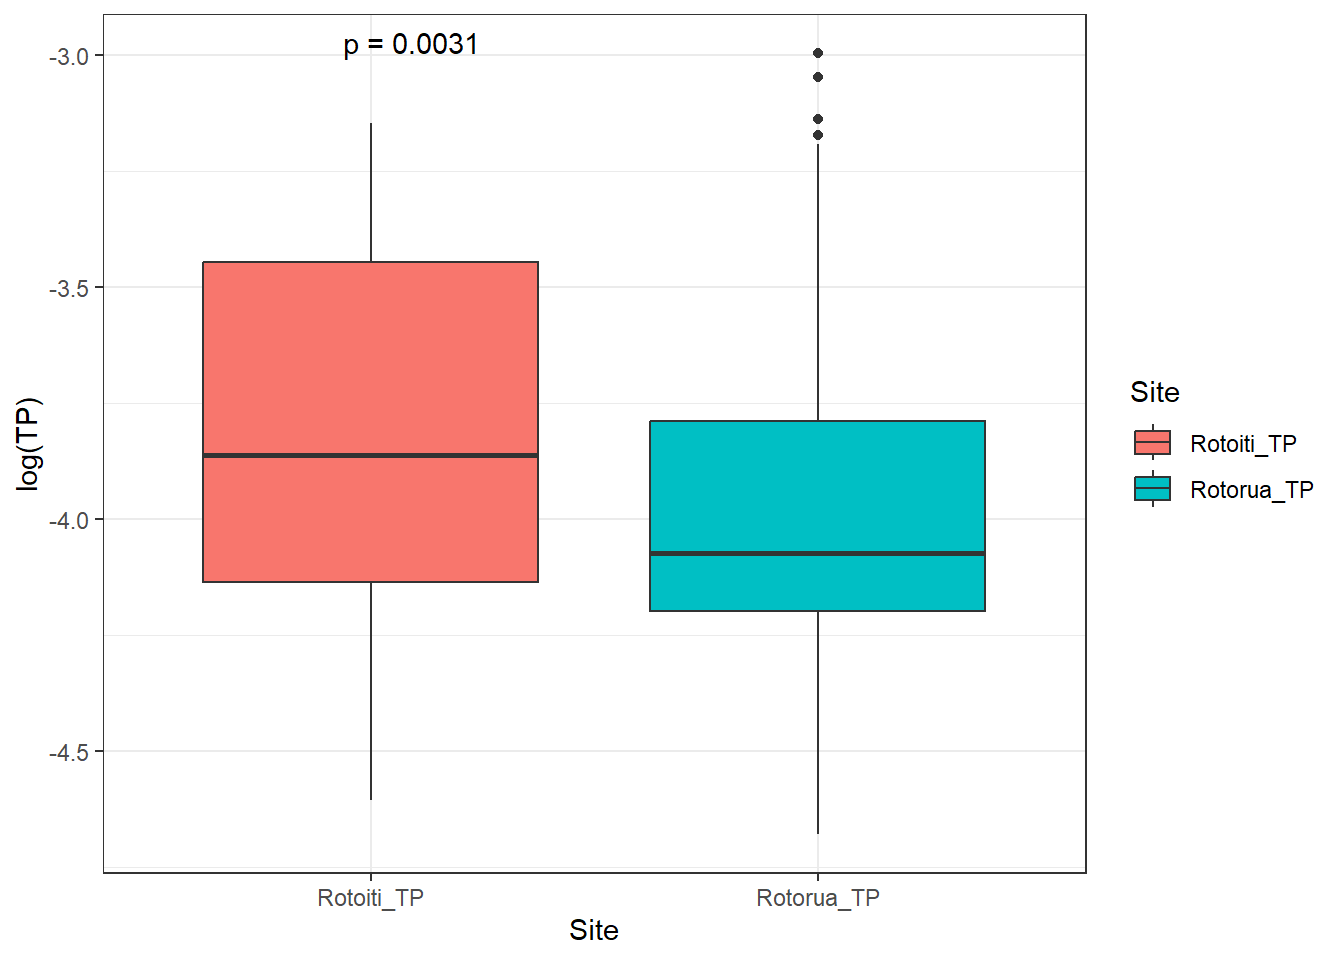 p = 0.0031
-3.0
-3.5
-4.0
-4.5
log(TP)
Rotoiti_TP
Rotorua_TP
Site
Site
Rotoiti_TP
Rotorua_TP